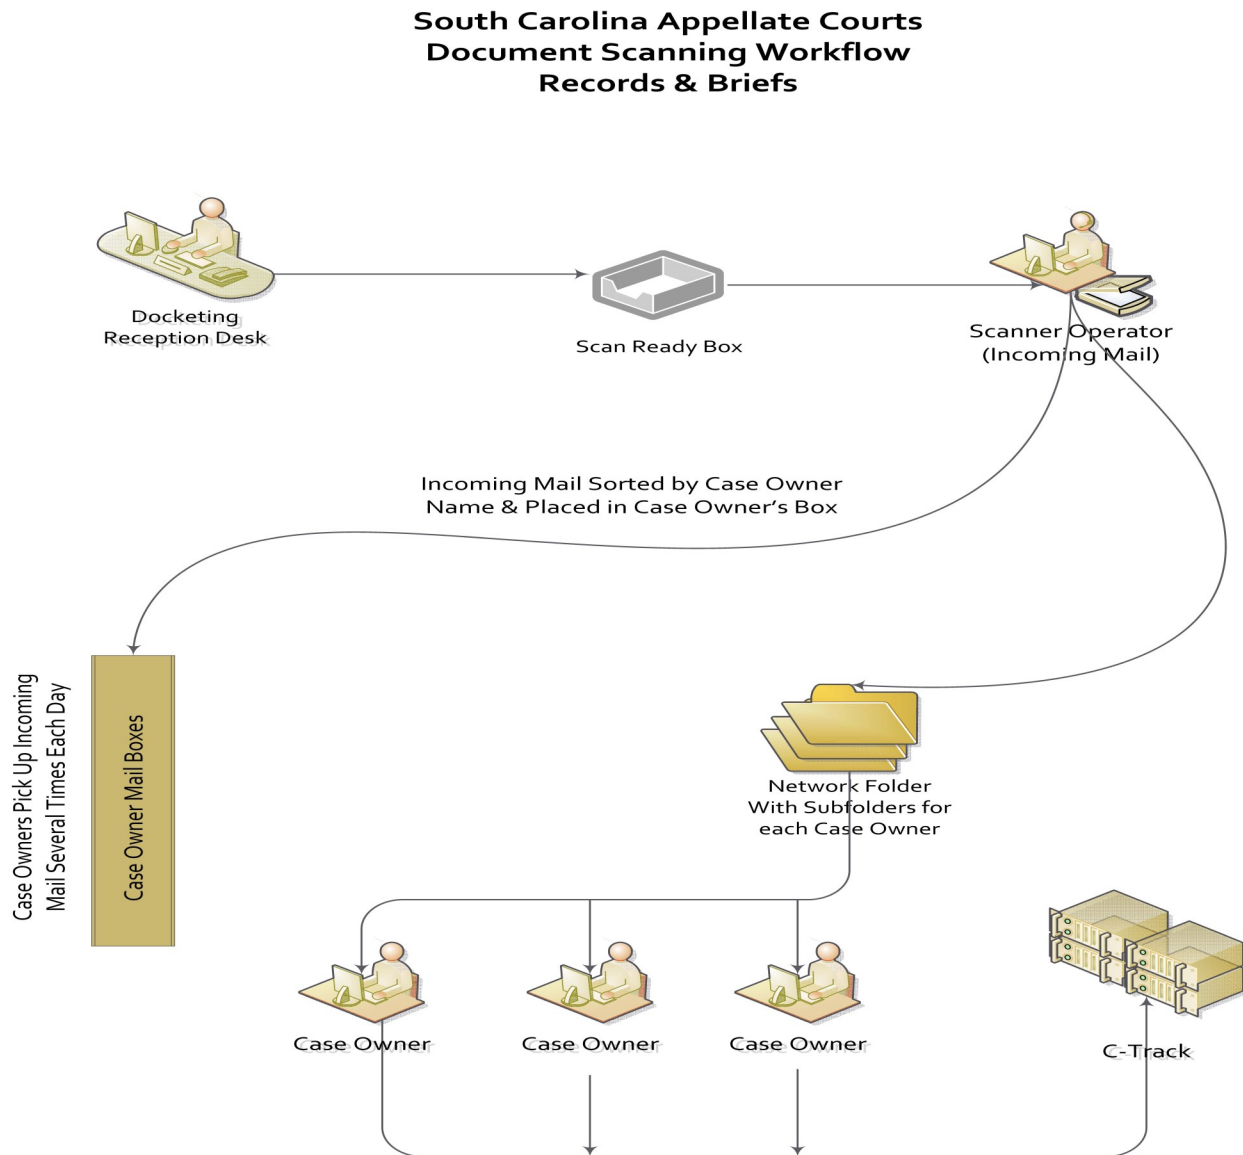 South Carolina Appellate Courts
Document Scanning Workflow
Records & Briefs
Docketing
Reception Desk
Scan Ready Box
Scanner Operator
(Incoming Mail)
Incoming Mail Sorted by Case Owner
Name & Placed in Case Owner's Box
Case Owners Pick Up Incoming
Mail Several Times Each Day
Case Owner Mail Boxes
Network Folder
With Subfolders for
each Case Owner
Case Owner
Case Owner
Case Owner
C-Track